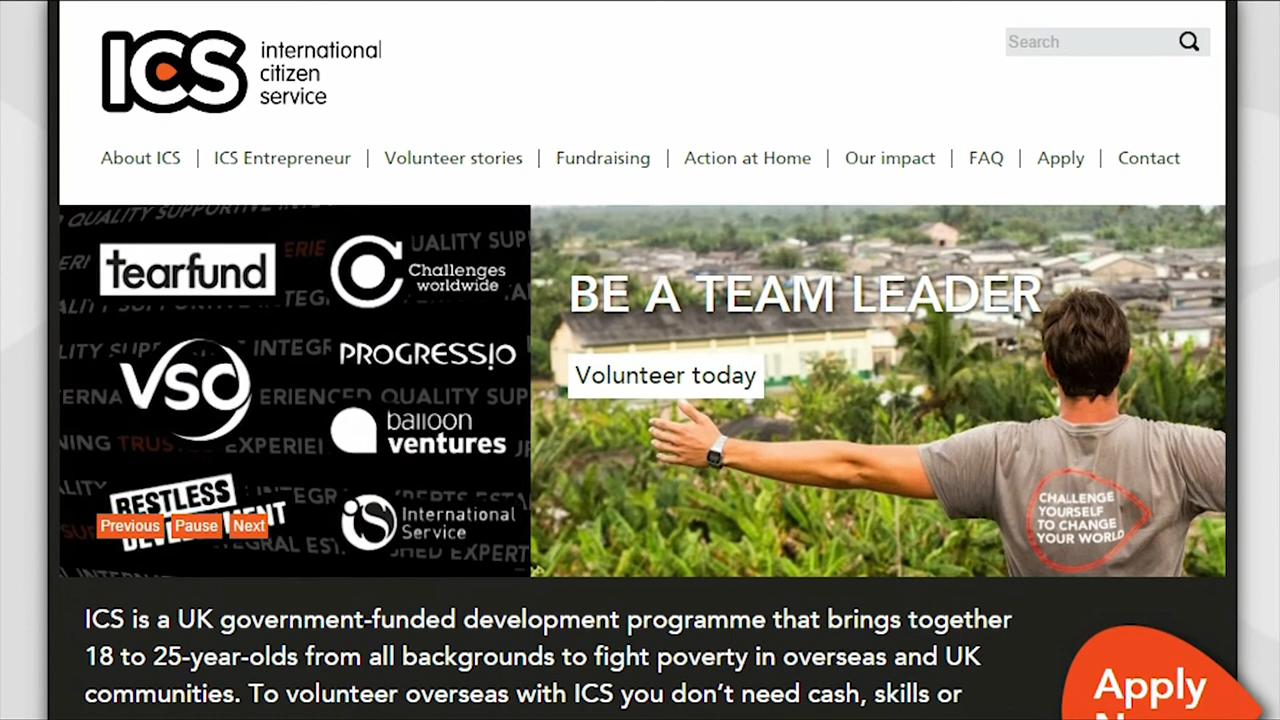 ICS international
citizen
service
Search
About ICS | ICS Entrepreneur | Volunteer stories | Fundraising | Action at Home | Our impact | FAQ | Apply | Contact
tearfund
Challenges
worldwide
vso
PROGRESSIO
balloon
ventures
RESTLESS
DEVELOPMENT
Previous Pause Next
International
Service
BE A TEAM LEADER
Volunteer today
CHALLENGE
YOURSELF
TO CHANGE
YOUR WORLD
ICS is a UK government-funded development programme that brings together
18 to 25-year-olds from all backgrounds to fight poverty in overseas and UK
communities. To volunteer overseas with ICS you don’t need cash, skills or
Apply